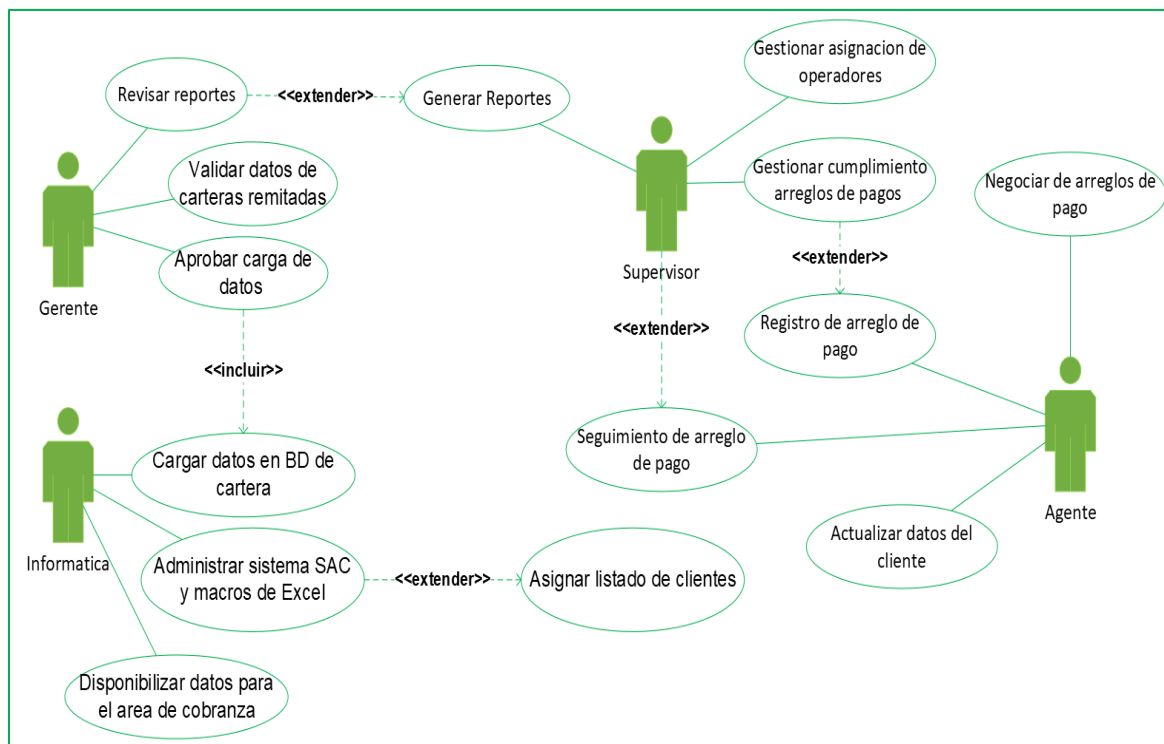 Gestionar asignacion de
operadores
Revisar reportes
<<extender>>
Generar Reportes
Validar datos de
carteras remitadas
Gestionar cumplimiento
arreglos de pagos
Negociar de arreglos de
pago
Aprobar carga de
datos
Gerente
Supervisor
<<extender>>
<<extender>>
Registro de arreglo de
pago
<<incluir>>
Seguimiento de arreglo
de pago
Cargar datos en BD de
cartera
Agente
Informatica
Actualizar datos del
cliente
Administrar sistema SAC
y macros de Excel
<<extender>>
Asignar listado de clientes
Disponibilizar datos para
el area de cobranza